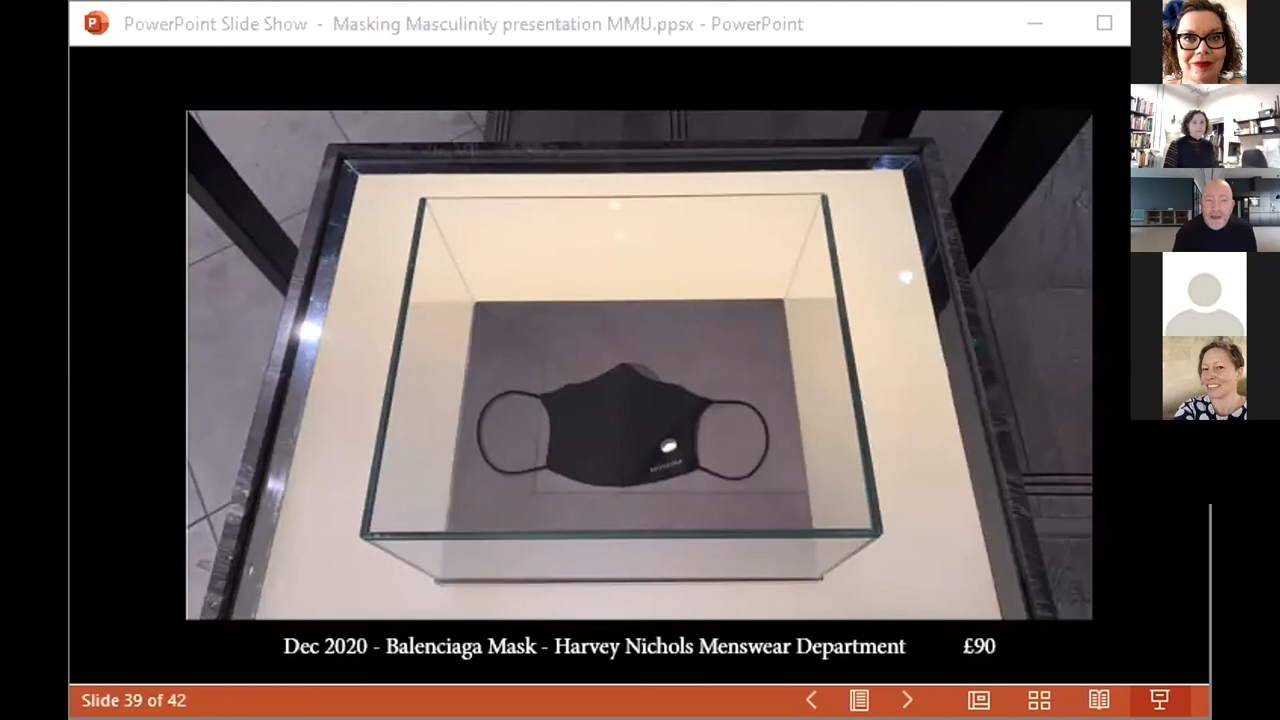 PowerPoint Slide Show - Masking Masculinity presentation MMU.ppsx - PowerPoint
Dec 2020 - Balenciaga Mask - Harvey Nichols Menswear Department £90
Slide 39 of 42